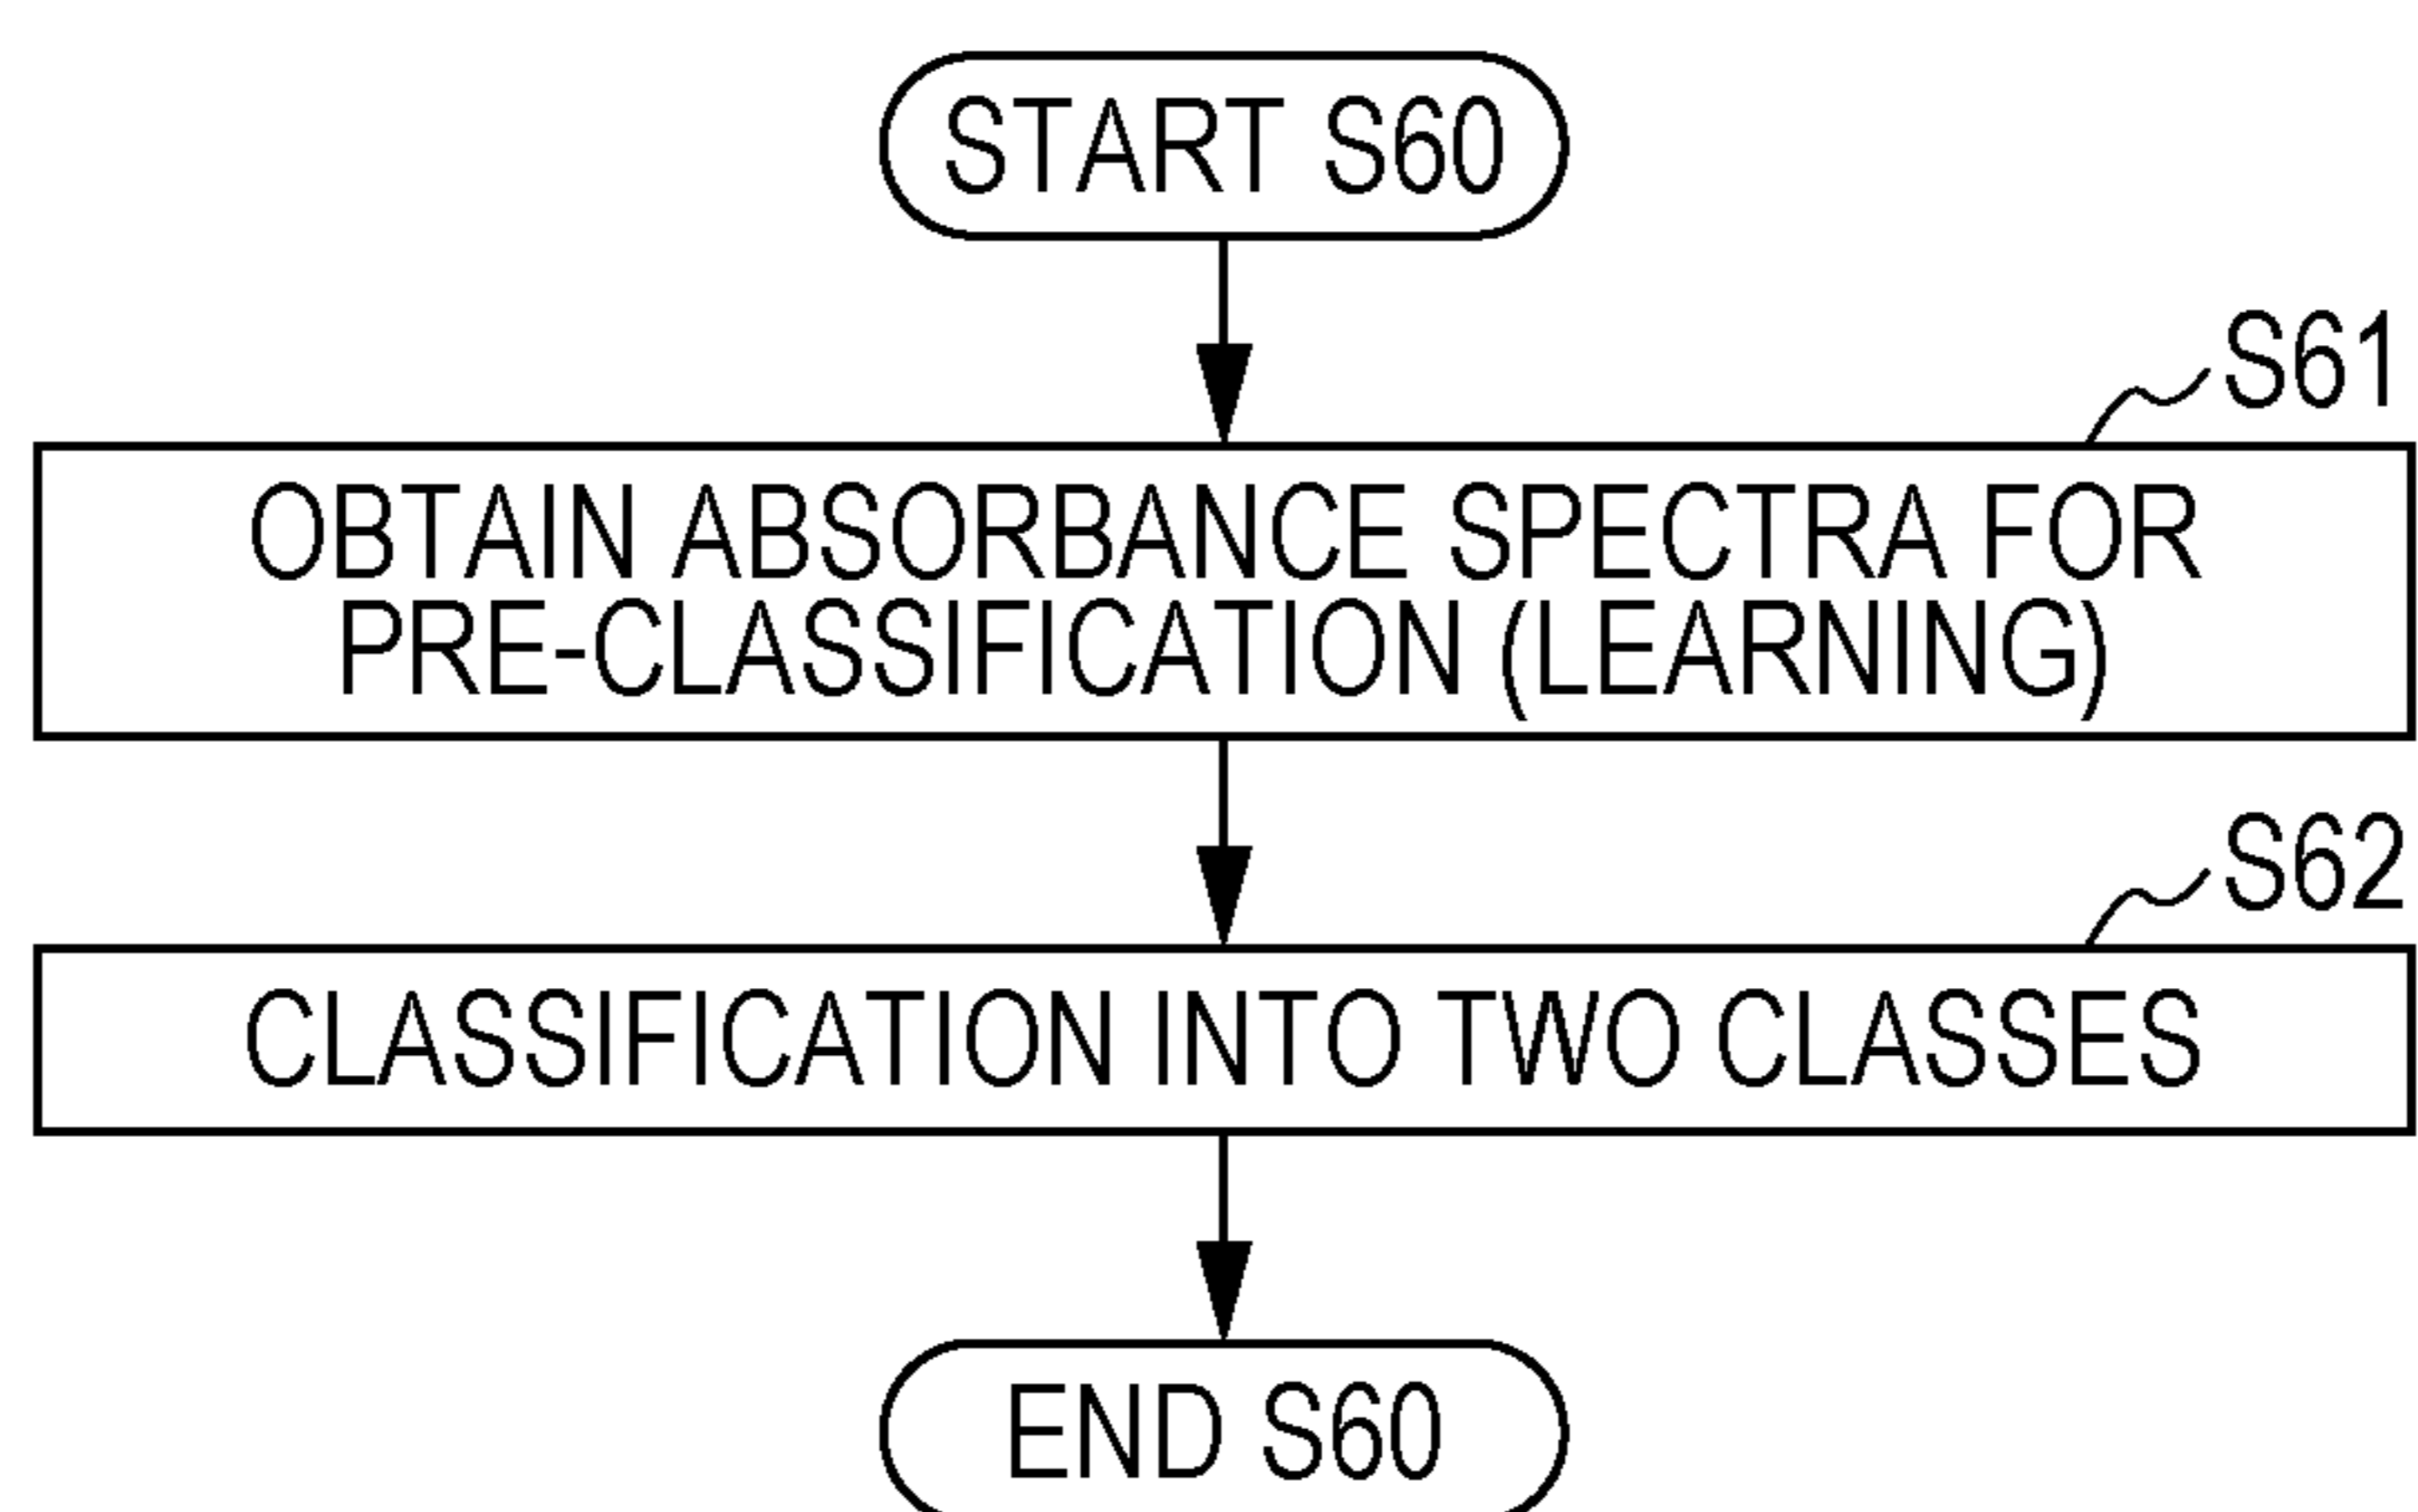 START S60
S61
OBTAIN ABSORBANCE SPECTRA FOR
PRE-CLASSIFICATION (LEARNING)
S62
CLASSIFICATION INTO TWO CLASSES
END S60